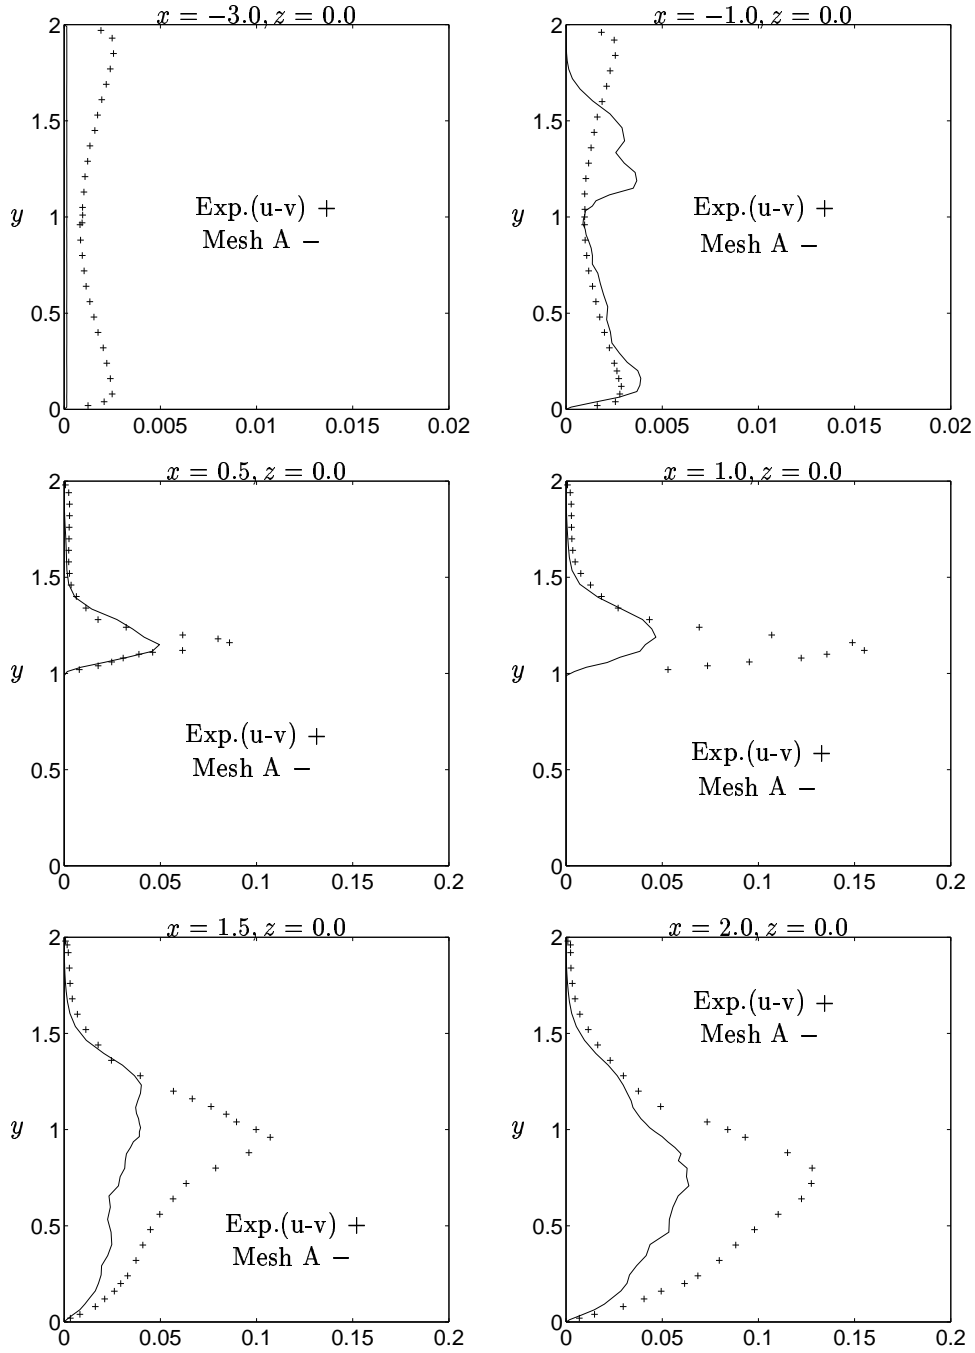 x = −3.0, z = 0.0
2
1.5
y
1
0.5
0
0
0.005
0.01
0.015
0.02
Exp.(u-v) +
Mesh A −
x = −1.0, z = 0.0
2
1.5
y
1
0.5
0
0
0.005
0.01
0.015
0.02
Exp.(u-v) +
Mesh A −
x = 0.5, z = 0.0
2
1.5
y
1
0.5
0
0
0.05
0.1
0.15
0.2
Exp.(u-v) +
Mesh A −
x = 1.0, z = 0.0
2
1.5
y
1
0.5
0
0
0.05
0.1
0.15
0.2
Exp.(u-v) +
Mesh A −
x = 1.5, z = 0.0
2
1.5
y
1
0.5
0
0
0.05
0.1
0.15
0.2
Exp.(u-v) +
Mesh A −
x = 2.0, z = 0.0
2
1.5
y
1
0.5
0
0
0.05
0.1
0.15
0.2
Exp.(u-v) +
Mesh A −